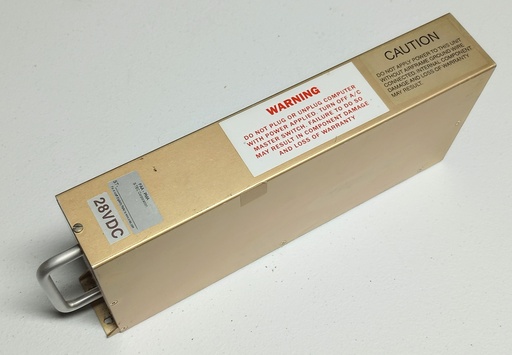 CAUTION
DO NOT APPLY POWER TO THIS UNIT
WITHOUT AIRFRAME GROUND WIRE
CONNECTED, INTERNAL COMPONENT
DAMAGE AND LOSS OF WARRANTY
MAY RESULT.
WARNING
DO NOT PLUG OR UNPLUG COMPUTER
WITH POWER APPLIED. TURN OFF A/C
MASTER SWITCH. FAILURE TO DO SO
MAY RESULT IN COMPONENT DAMAGE
AND LOSS OF WARRANTY
28VDC